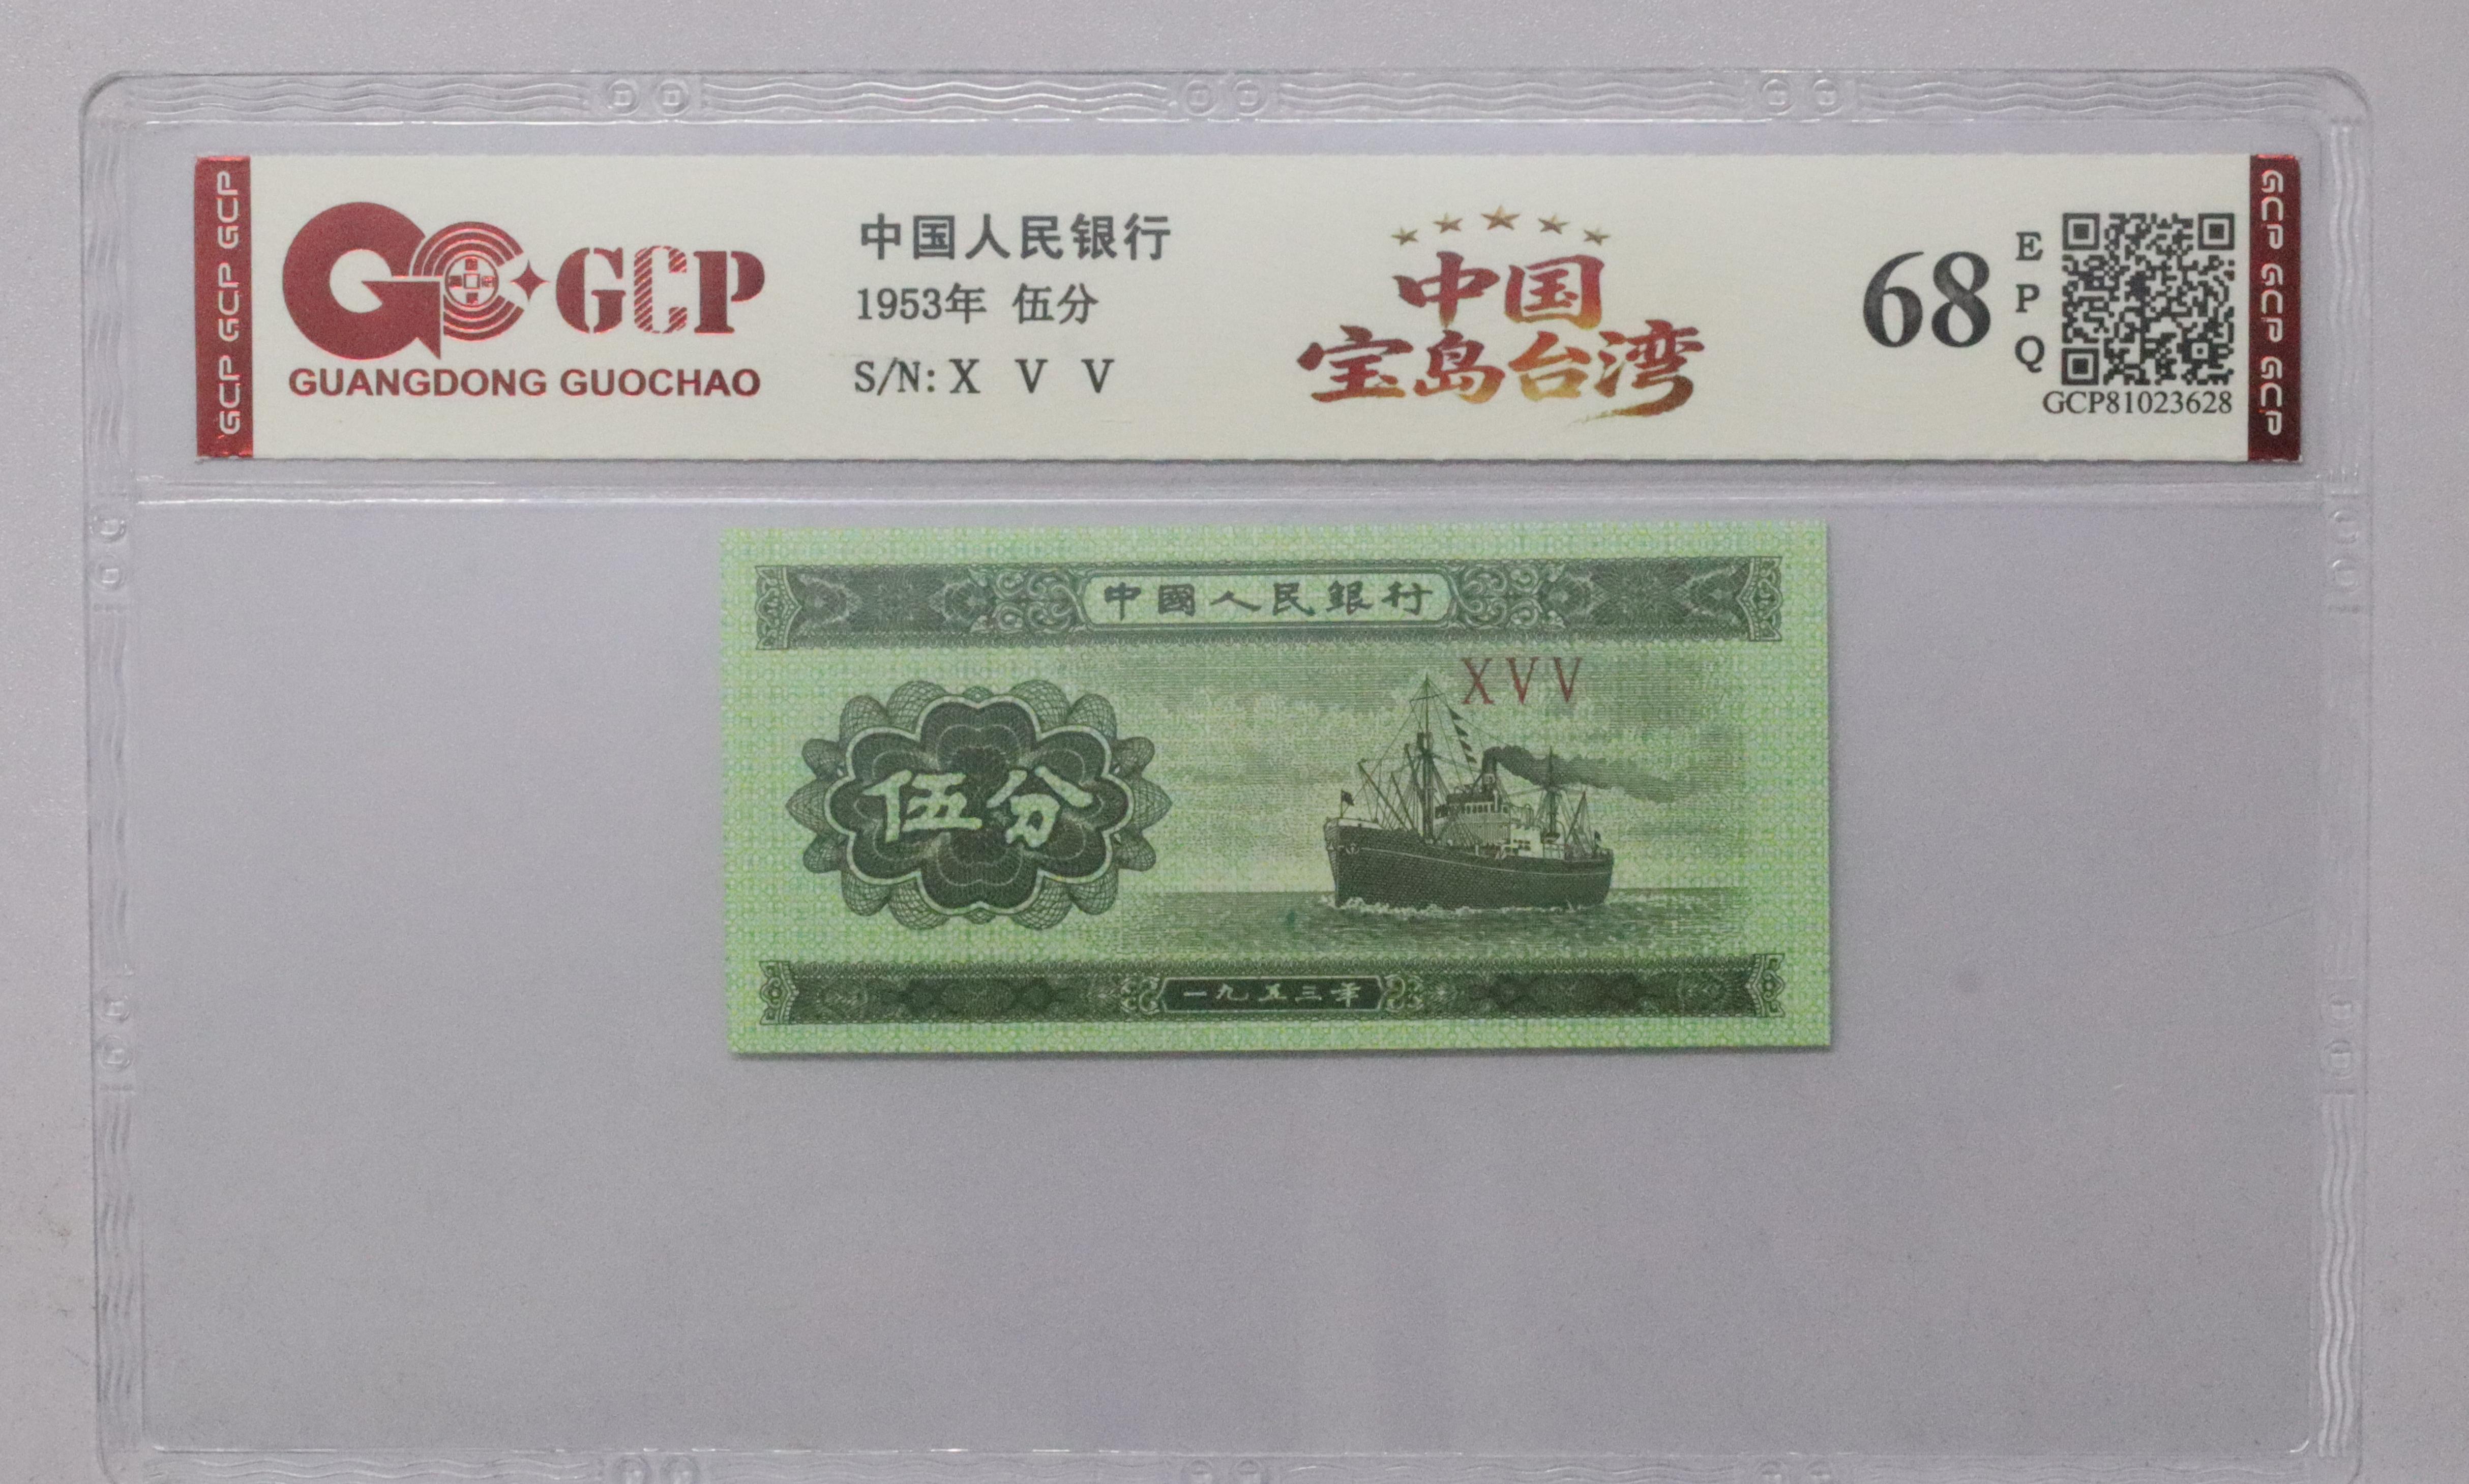 GCP GCP GCP GCP
GCP
GUANGDONG GUOCHAO
中国人民银行
1953年 伍分
S/N: X V V
中国
宝岛台湾
68
E
P
Q
GCP81023628
GCP GCP GCP GCP
中國人民銀行
XVV
伍分
一九五三年